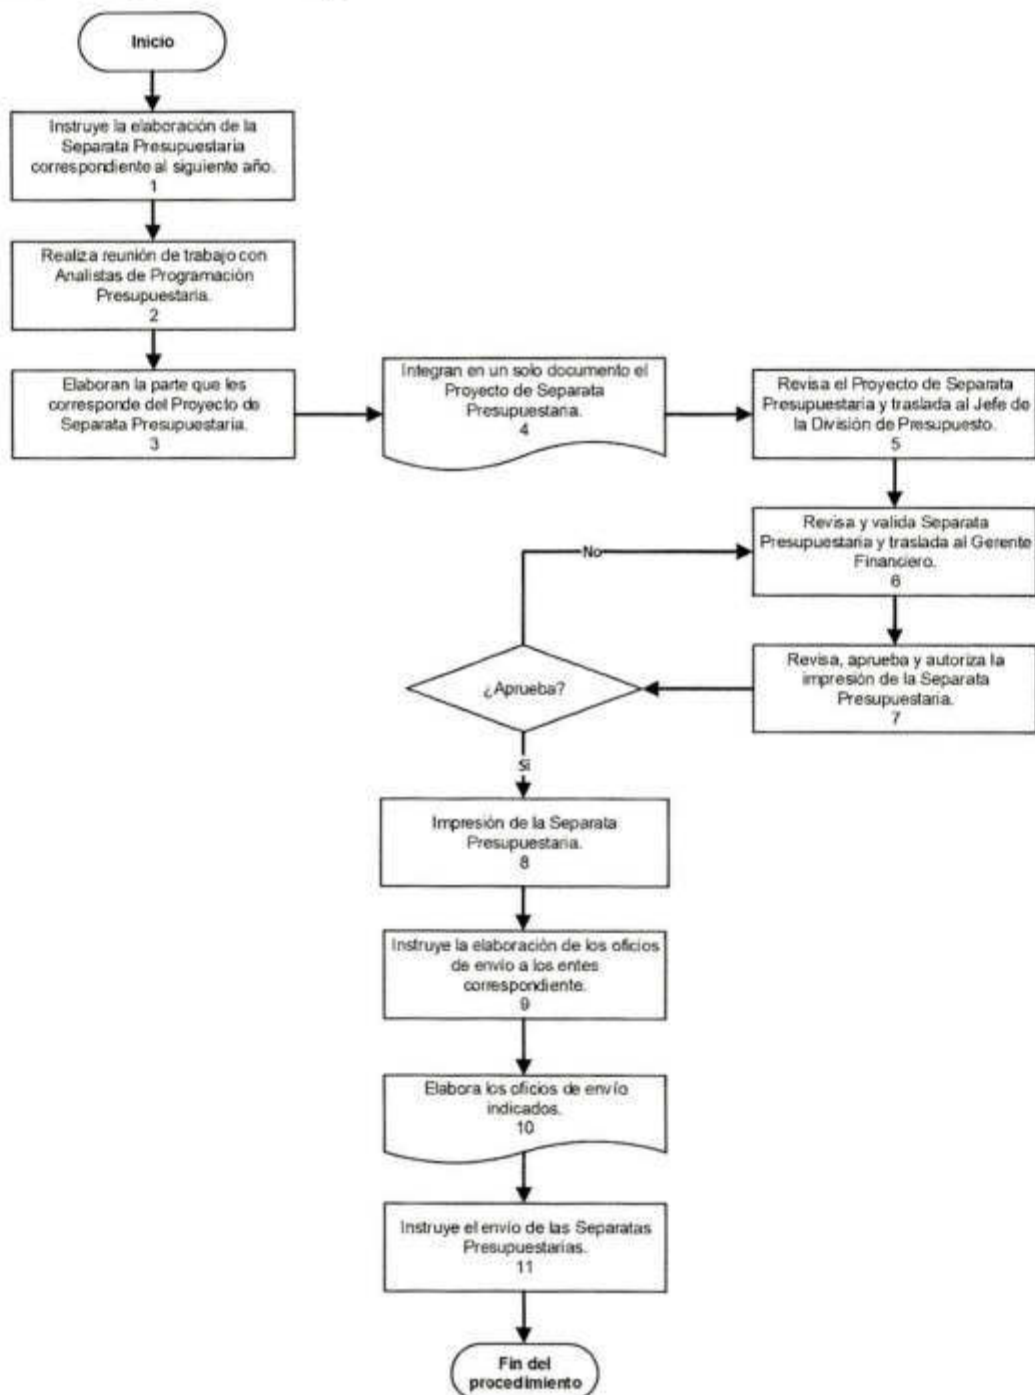 Inicio
Instruye la elaboración de la
Separata Presupuestaria
correspondiente al siguiente año.
1
Realiza reunión de trabajo con
Analistas de Programación
Presupuestaria.
2
Elaboran la parte que les
corresponde del Proyecto de
Separata Presupuestaria.
3
Integran en un solo documento el
Proyecto de Separata
Presupuestaria.
4
Revisa el Proyecto de Separata
Presupuestaria y traslada al Jefe de
la División de Presupuesto.
5
Revisa y valida Separata
Presupuestaria y traslada al Gerente
Financiero.
6
Revisa, aprueba y autoriza la
impresión de la Separata
Presupuestaria.
7
¿Aprueba?
No
Si
Impresión de la Separata
Presupuestaria.
8
Instruye la elaboración de los oficios
de envío a los entes
correspondiente.
9
Elabora los oficios de envío
indicados.
10
Instruye el envío de las Separatas
Presupuestarias.
11
Fin del
procedimiento